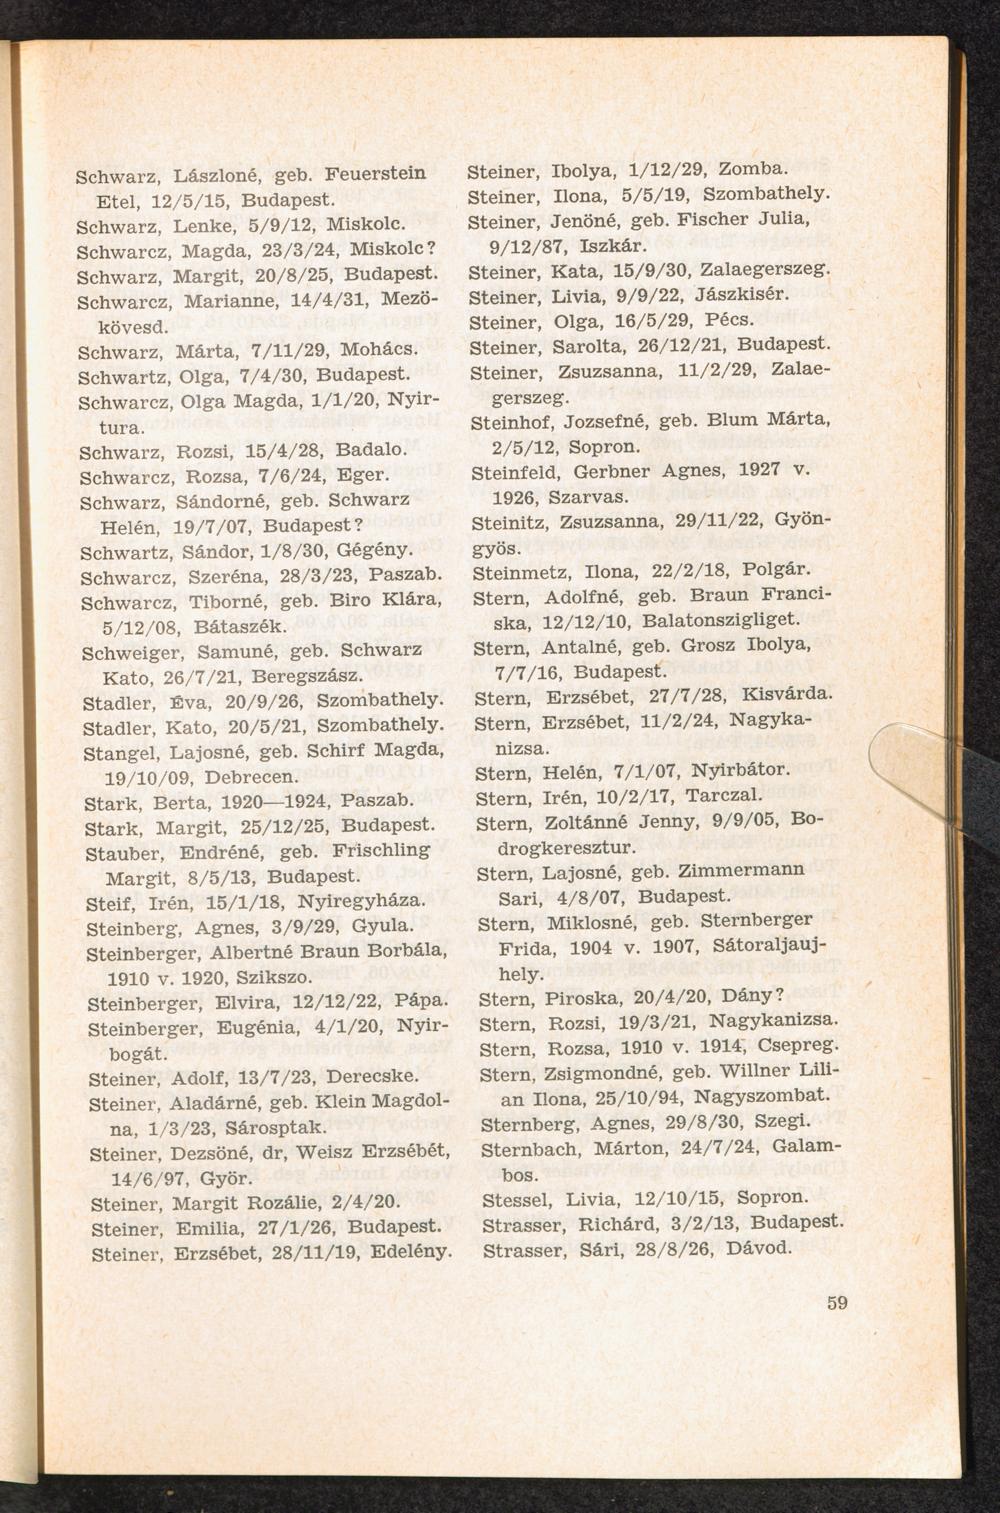 Schwarz, Lászloné, geb. Feuerstein
Etel, 12/5/15, Budapest.
Schwarz, Lenke, 5/9/12, Miskolc.
Schwarcz, Magda, 23/3/24, Miskolc?
Schwarz, Margit, 20/8/25, Budapest.
Schwarcz, Marianne, 14/4/31, Mezö-
kövesd.
Schwarz, Márta, 7/11/29, Mohács.
Schwartz, Olga, 7/4/30, Budapest.
Schwarcz, Olga Magda, 1/1/20, Nyir-
tura.
Schwarz, Rozsi, 15/4/28, Badalo.
Schwarcz, Rozsa, 7/6/24, Eger.
Schwarz, Sándorné, geb. Schwarz
Helén, 19/7/07, Budapest?
Schwartz, Sándor, 1/8/30, Gégény.
Schwarcz, Szeréna, 28/3/23, Paszab.
Schwarcz, Tiborné, geb. Biro Klára,
5/12/08, Bátaszék.
Schweiger, Samuné, geb. Schwarz
Kato, 26/7/21, Beregszász.
Stadler, Éva, 20/9/26, Szombathely.
Stadler, Kato, 20/5/21, Szombathely.
Stangel, Lajosné, geb. Schirf Magda,
19/10/09, Debrecen.
Stark, Berta, 1920—1924, Paszab.
Stark, Margit, 25/12/25, Budapest.
Stauber, Endréné, geb. Frischling
Margit, 8/5/13, Budapest.
Steif, Irén, 15/1/18, Nyiregyháza.
Steinberg, Agnes, 3/9/29, Gyula.
Steinberger, Albertné Braun Borbála,
1910 v. 1920, Szikszo.
Steinberger, Elvira, 12/12/22, Pápa.
Steinberger, Eugénia, 4/1/20, Nyir-
bogát.
Steiner, Adolf, 13/7/23, Derecske.
Steiner, Aladárné, geb. Klein Magdol-
na, 1/3/23, Sárosptak.
Steiner, Dezsöné, dr, Weisz Erzsébét,
14/6/97, Györ.
Steiner, Margit Rozálie, 2/4/20.
Steiner, Emilia, 27/1/26, Budapest.
Steiner, Erzsébet, 28/11/19, Edelény.
Steiner, Ibolya, 1/12/29, Zomba.
Steiner, Ilona, 5/5/19, Szombathely.
Steiner, Jenöné, geb. Fischer Julia,
9/12/87, Iszkár.
Steiner, Kata, 15/9/30, Zalaegerszeg.
Steiner, Livia, 9/9/22, Jászkisér.
Steiner, Olga, 16/5/29, Pécs.
Steiner, Sarolta, 26/12/21, Budapest.
Steiner, Zsuzsanna, 11/2/29, Zalae-
gerszeg.
Steinhof, Jozsefné, geb. Blum Márta,
2/5/12, Sopron.
Steinfeld, Gerbner Agnes, 1927 v.
1926, Szarvas.
Steinitz, Zsuzsanna, 29/11/22, Gyön-
gyös.
Steinmetz, Ilona, 22/2/18, Polgár.
Stern, Adolfné, geb. Braun Franci-
ska, 12/12/10, Balatonszigliget.
Stern, Antalné, geb. Grosz Ibolya,
7/7/16, Budapest.
Stern, Erzsébet, 27/7/28, Kisvárda.
Stern, Erzsébet, 11/2/24, Nagyka-
nizsa.
Stern, Helén, 7/1/07, Nyirbátor.
Stern, Irén, 10/2/17, Tarczal.
Stern, Zoltánné Jenny, 9/9/05, Bo-
drogkeresztur.
Stern, Lajosné, geb. Zimmermann
Sari, 4/8/07, Budapest.
Stern, Miklosné, geb. Sternberger
Frida, 1904 v. 1907, Sátoraljauj-
hely.
Stern, Piroska, 20/4/20, Dány?
Stern, Rozsi, 19/3/21, Nagykanizsa.
Stern, Rozsa, 1910 v. 1914, Csepreg.
Stern, Zsigmondné, geb. Willner Lili-
an Ilona, 25/10/94, Nagyszombat.
Sternberg, Agnes, 29/8/30, Szegi.
Sternbach, Márton, 24/7/24, Galam-
bos.
Stessel, Livia, 12/10/15, Sopron.
Strasser, Richárd, 3/2/13, Budapest.
Strasser, Sári, 28/8/26, Dávod.
59